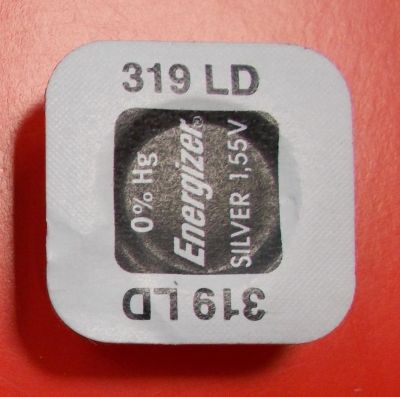 319 LD
0% Hg
Energizer®
SILVER 1,55V
319 LD